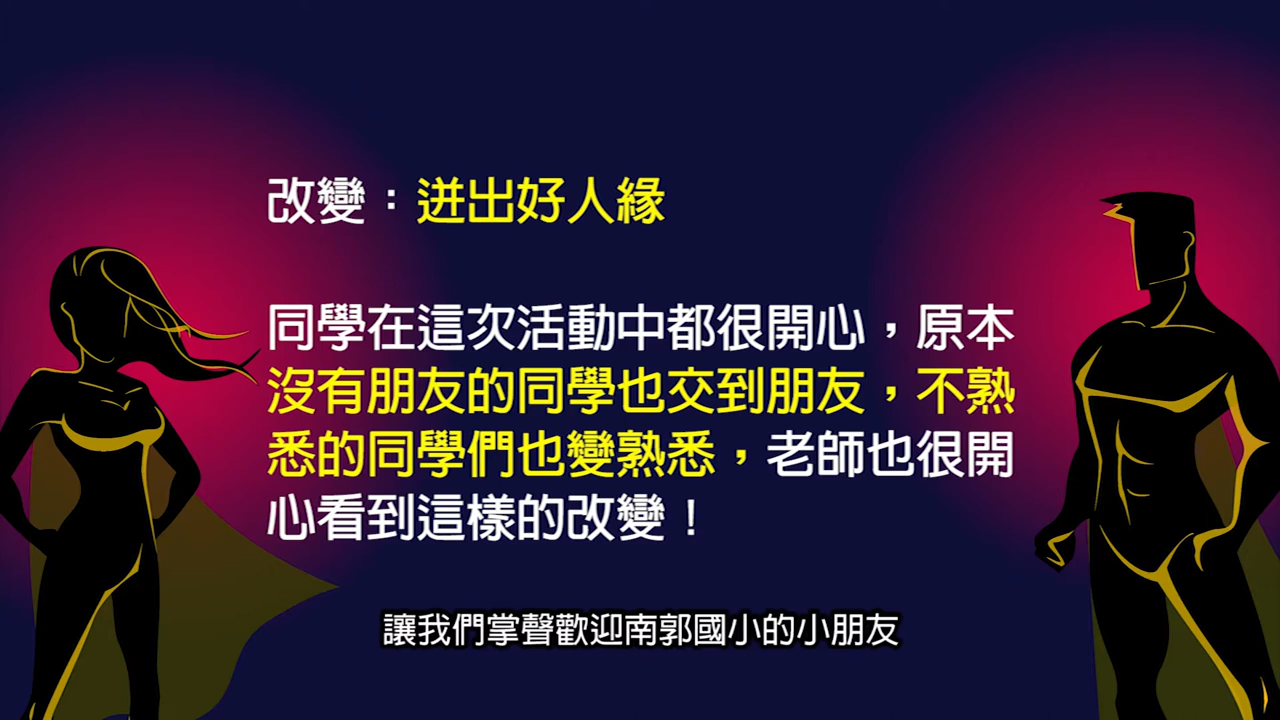 改變：迸出好人緣
同學在這次活動中都很開心，原本
沒有朋友的同學也交到朋友，不熟
悉的同學們也變熟悉，老師也很開
心看到這樣的改變！
讓我們掌聲歡迎南郭國小的小朋友